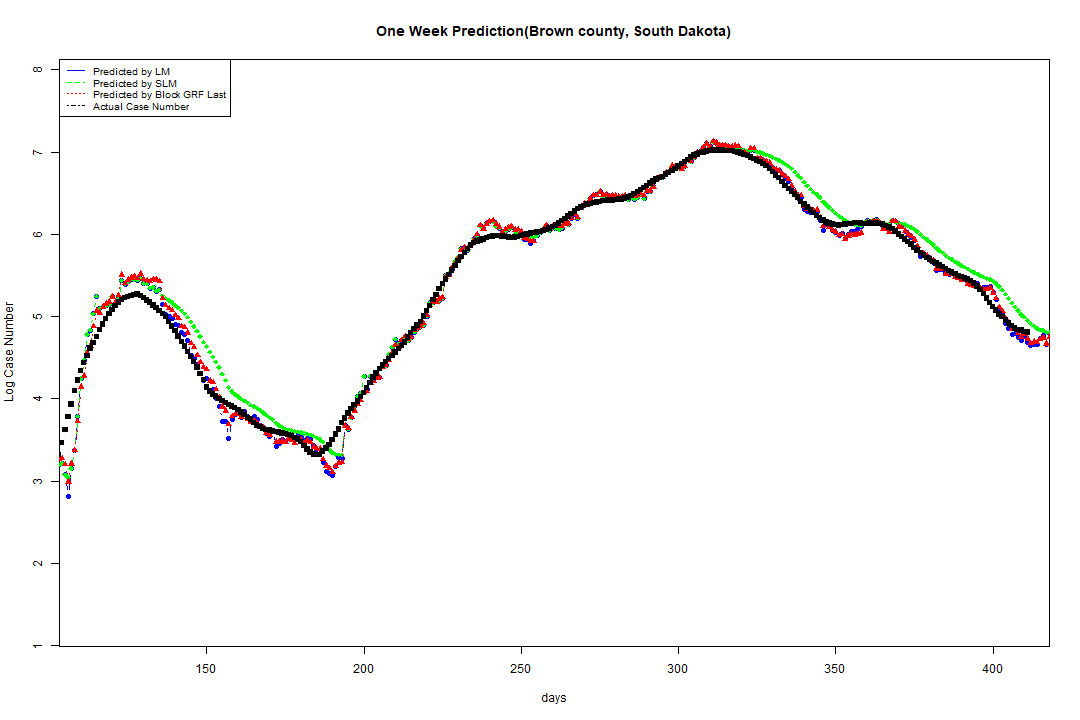 One Week Prediction(Brown county, South Dakota)
Predicted by LM
Predicted by SLM
Predicted by Block GRF Last
Actual Case Number
8
7
6
5
4
3
2
1
Log Case Number
150 200 250 300 350 400
days